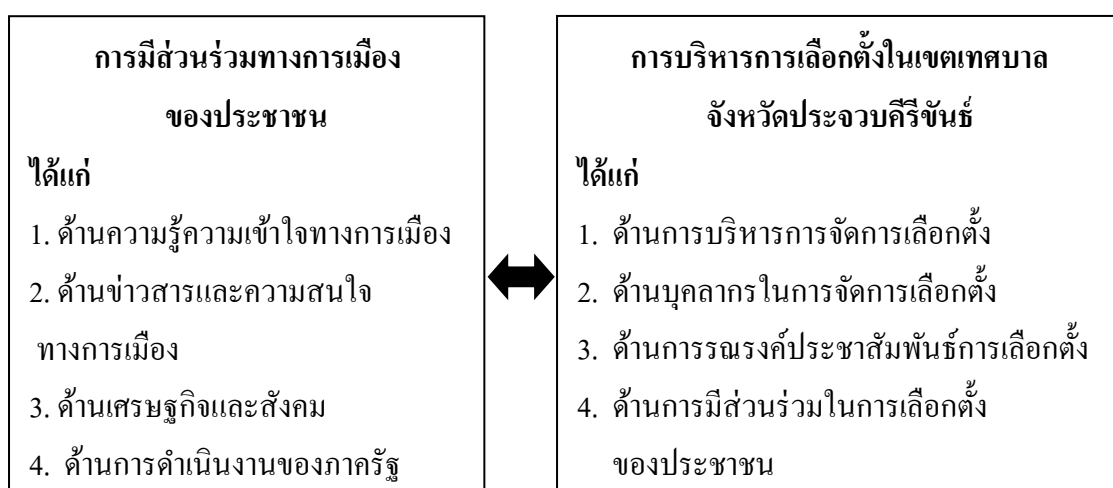 การมีส่วนร่วมทางการเมือง
ของประชาชน
ได้แก่
1. ด้านความรู้ความเข้าใจทางการเมือง
2. ด้านข่าวสารและความสนใจ
ทางการเมือง
3. ด้านเศรษฐกิจและสังคม
4. ด้านการดำเนินงานของภาครัฐ
การบริหารการเลือกตั้งในเขตเทศบาล
จังหวัดประจวบคีรีขันธ์
ได้แก่
1. ด้านการบริหารการจัดการเลือกตั้ง
2. ด้านบุคลากรในการจัดการเลือกตั้ง
3. ด้านการรณรงค์ประชาสัมพันธ์การเลือกตั้ง
4. ด้านการมีส่วนร่วมในการเลือกตั้ง
ของประชาชน